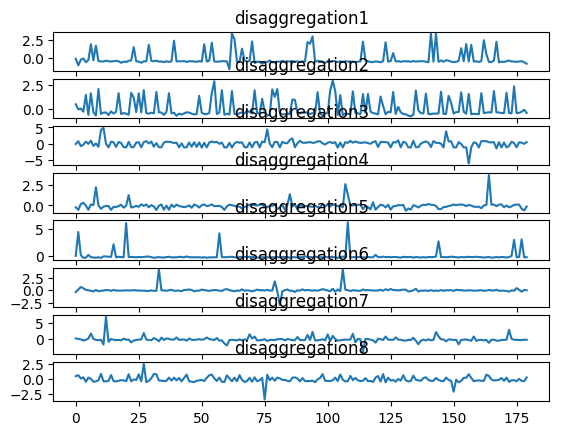 disaggregation1
2.5
0.0
disaggregation2
2.5
0.0
disaggregation3
5
0
−5
disaggregation4
2.5
0.0
disaggregation5
5
0
disaggregation6
2.5
0.0
−2.5
disaggregation7
5
0
disaggregation8
2.5
0.0
−2.5
0 25 50 75 100 125 150 175